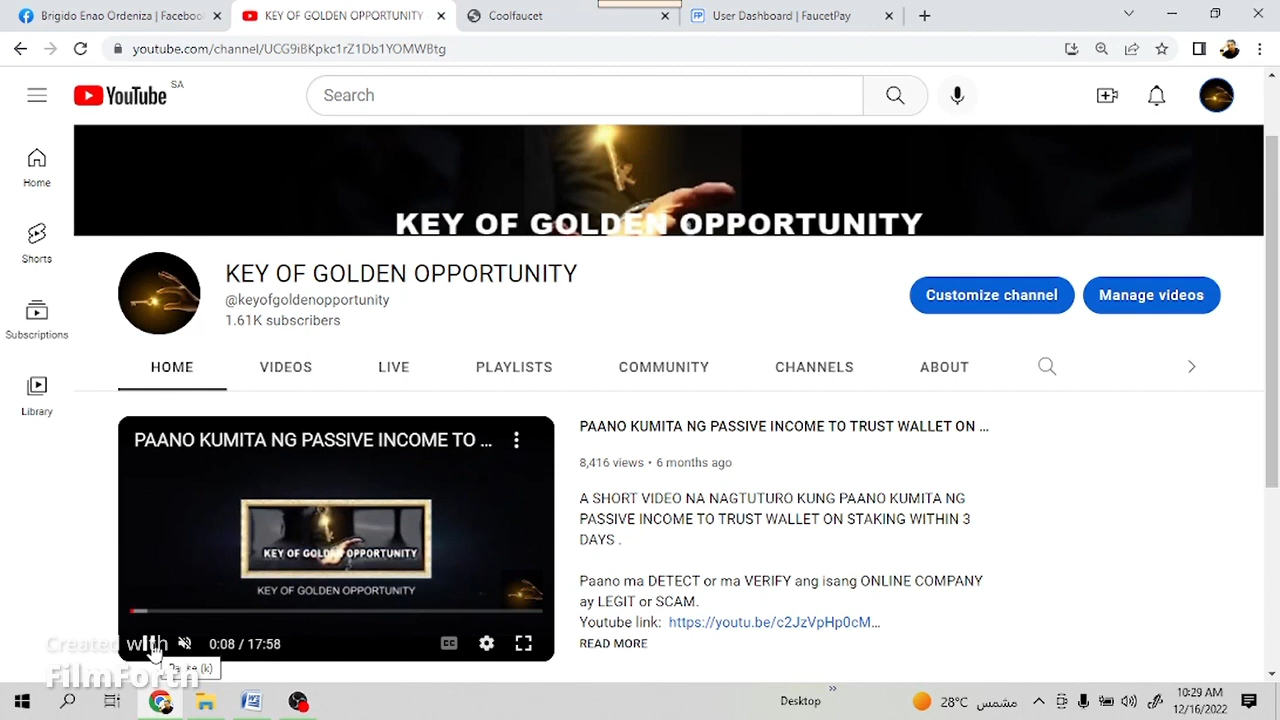 Brigido Enao Ordeniza | Facebook
KEY OF GOLDEN OPPORTUNITY -
Coolfaucet
User Dashboard | FaucetPay
youtube.com/channel/UCG9iBKpkc1rZ1Db1YOMWBtg
YouTube SA
Search
KEY OF GOLDEN OPPORTUNITY
Home
Shorts
Subscriptions
Library
KEY OF GOLDEN OPPORTUNITY
@keyofgoldenopportunity
1.61K subscribers
Customize channel
Manage videos
HOME VIDEOS LIVE PLAYLISTS COMMUNITY CHANNELS ABOUT
PAANO KUMITA NG PASSIVE INCOME TO ...
KEY OF GOLDEN OPPORTUNITY
KEY OF GOLDEN OPPORTUNITY
0:08 / 17:58
CC
Pause (k)
PAANO KUMITA NG PASSIVE INCOME TO TRUST WALLET ON ...
8,416 views • 6 months ago
A SHORT VIDEO NA NAGTUTURO KUNG PAANO KUMITA NG
PASSIVE INCOME TO TRUST WALLET ON STAKING WITHIN 3
DAYS .
Paano ma DETECT or ma VERIFY ang isang ONLINE COMPANY
ay LEGIT or SCAM.
Youtube link: https://youtu.be/c2JzVpHp0cM...
READ MORE
Created with
FilmForth
Desktop
28°C مشمس
10:29 AM
12/16/2022